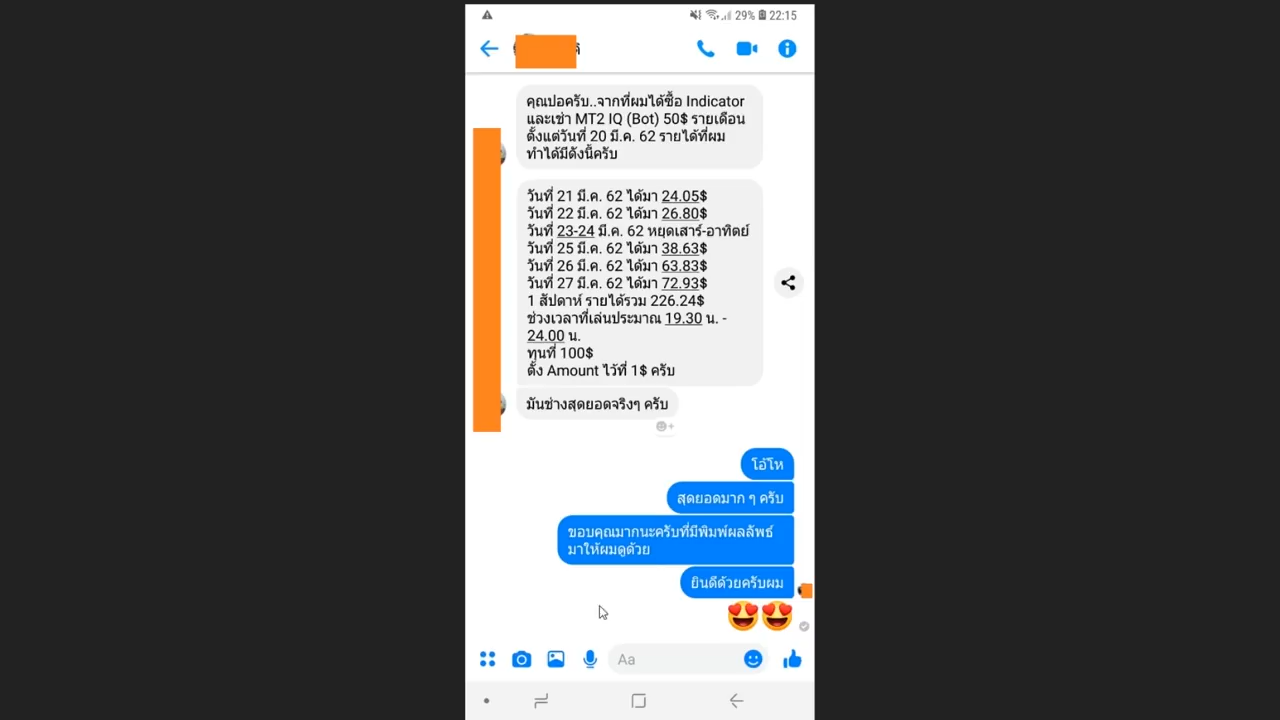 29% 22:15
คุณปอครับ..จากที่ผมได้ซื้อ Indicator
และเช่า MT2 IQ (Bot) 50$ รายเดือน
ตั้งแต่วันที่ 20 มี.ค. 62 รายได้ที่ผม
ทำได้มีดังนี้ครับ
วันที่ 21 มี.ค. 62 ได้มา 24.05$
วันที่ 22 มี.ค. 62 ได้มา 26.80$
วันที่ 23-24 มี.ค. 62 หยุดเสาร์-อาทิตย์
วันที่ 25 มี.ค. 62 ได้มา 38.63$
วันที่ 26 มี.ค. 62 ได้มา 63.83$
วันที่ 27 มี.ค. 62 ได้มา 72.93$
1 สัปดาห์ รายได้รวม 226.24$
ช่วงเวลาที่เล่นประมาณ 19.30 น. -
24.00 น.
ทุนที่ 100$
ตั้ง Amount ไว้ที่ 1$ ครับ
มันช่างสุดยอดจริงๆ ครับ
โอ้โห
สุดยอดมาก ๆ ครับ
ขอบคุณมากนะครับที่มีพิมพ์ผลลัพธ์
มาให้ผมดูด้วย
ยินดีด้วยครับผม
Aa